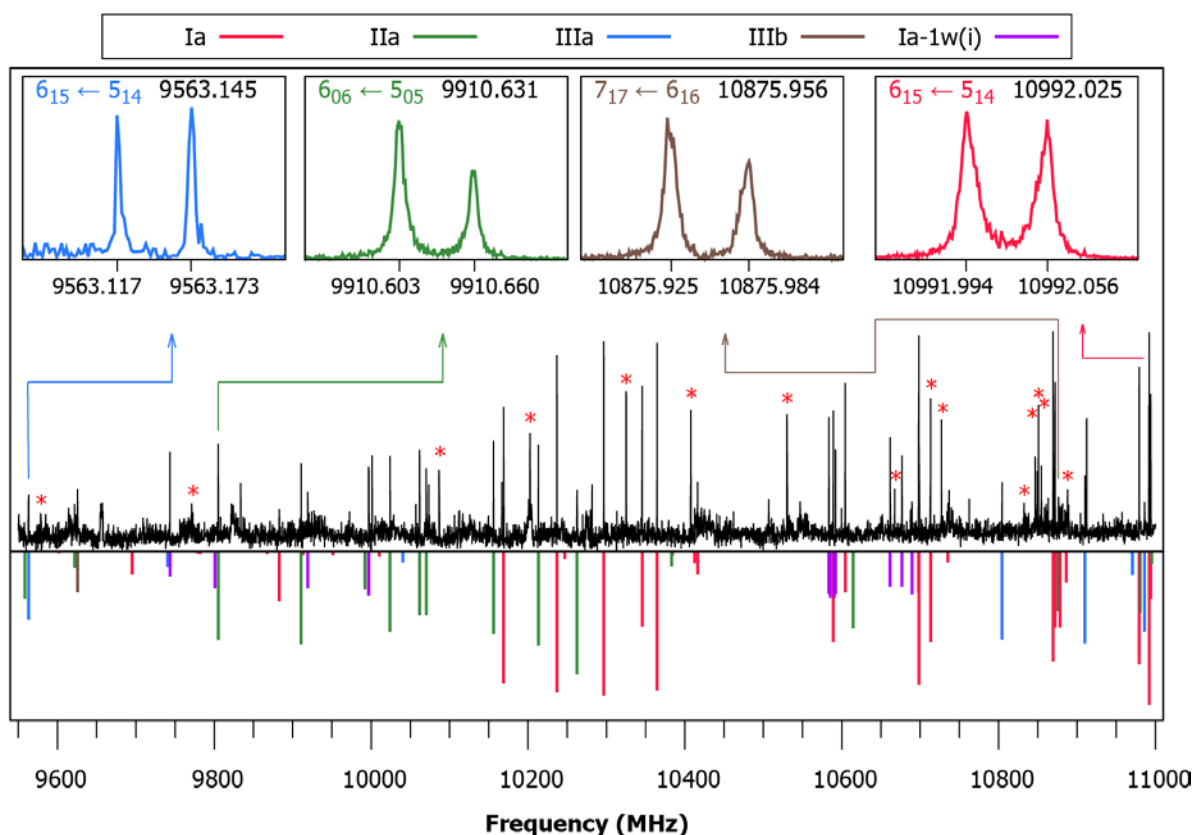 Ia IIa IIIa IIIb Ia-1w(i)
6₁₅ ← 5₁₄ 9563.145
9563.117 9563.173
6₀₆ ← 5₀₅ 9910.631
9910.603 9910.660
7₁₇ ← 6₁₆ 10875.956
10875.925 10875.984
6₁₅ ← 5₁₄ 10992.025
10991.994 10992.056
* * * * * * * * * * * * * * *
9600 9800 10000 10200 10400 10600 10800 11000
Frequency (MHz)